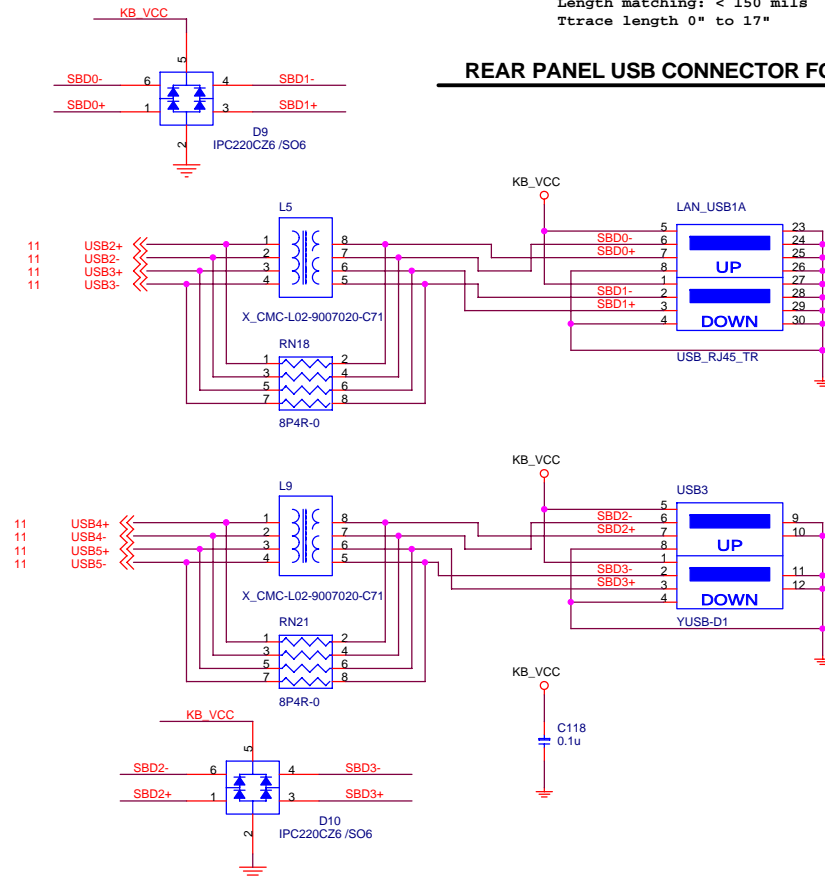 Length matching: < 150 mils
Ttrace length 0" to 17"
REAR PANEL USB CONNECTOR FO
KB_VCC
5
SBD0- 6 4 SBD1-
SBD0+ 1 3 SBD1+
2
D9
IPC220CZ6 /SO6
KB_VCC
L5
LAN_USB1A
11 USB2+ 1 8
11 USB2- 2 7
11 USB3+ 3 6
11 USB3- 4 5
X_CMC-L02-9007020-C71
5 23
SBD0- 6 24
SBD0+ 7 25
8 UP 26
1 27
SBD1- 2 28
SBD1+ 3 29
4 DOWN 30
USB_RJ45_TR
RN18
1 2
3 4
5 6
7 8
8P4R-0
KB_VCC
L9
USB3
11 USB4+ 1 8
11 USB4- 2 7
11 USB5+ 3 6
11 USB5- 4 5
X_CMC-L02-9007020-C71
5
SBD2- 6 9
SBD2+ 7 10
8 UP
1
SBD3- 2 11
SBD3+ 3 12
4 DOWN
YUSB-D1
RN21
1 2
3 4
5 6
7 8
8P4R-0
KB_VCC
C118
0.1u
KB_VCC
5
SBD2- 6 4 SBD3-
SBD2+ 1 3 SBD3+
2
D10
IPC220CZ6 /SO6